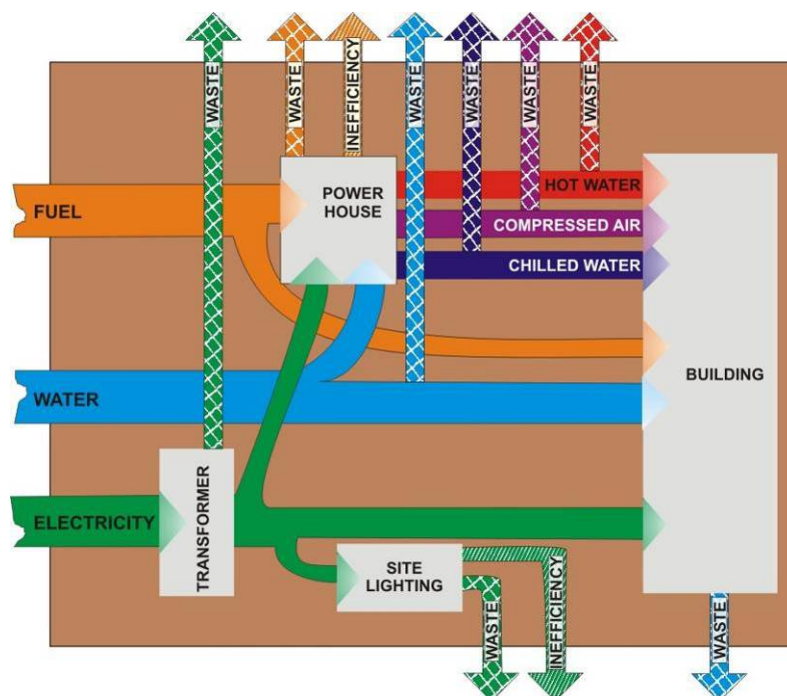 WASTE
WASTE
INEFFICIENCY
WASTE
WASTE
WASTE
WASTE
FUEL
POWER
HOUSE
HOT WATER
COMPRESSED AIR
CHILLED WATER
BUILDING
WATER
ELECTRICITY
TRANSFORMER
SITE
LIGHTING
WASTE
INEFFICIENCY
WASTE